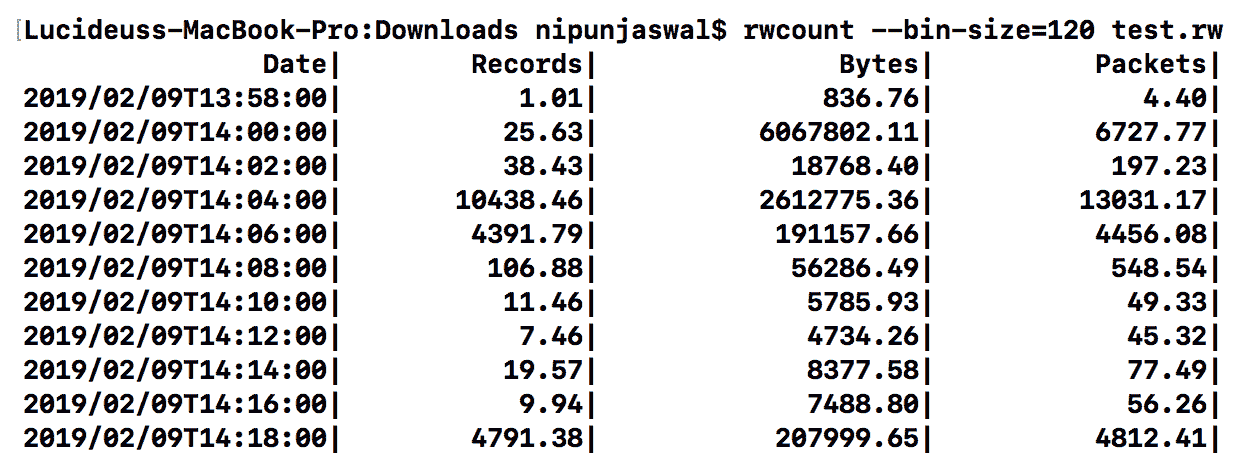 Lucideuss-MacBook-Pro:Downloads nipunjaswal$ rwcount --bin-size=120 test.rw
Date| Records| Bytes| Packets|
2019/02/09T13:58:00| 1.01| 836.76| 4.40|
2019/02/09T14:00:00| 25.63| 6067802.11| 6727.77|
2019/02/09T14:02:00| 38.43| 18768.40| 197.23|
2019/02/09T14:04:00| 10438.46| 2612775.36| 13031.17|
2019/02/09T14:06:00| 4391.79| 191157.66| 4456.08|
2019/02/09T14:08:00| 106.88| 56286.49| 548.54|
2019/02/09T14:10:00| 11.46| 5785.93| 49.33|
2019/02/09T14:12:00| 7.46| 4734.26| 45.32|
2019/02/09T14:14:00| 19.57| 8377.58| 77.49|
2019/02/09T14:16:00| 9.94| 7488.80| 56.26|
2019/02/09T14:18:00| 4791.38| 207999.65| 4812.41|